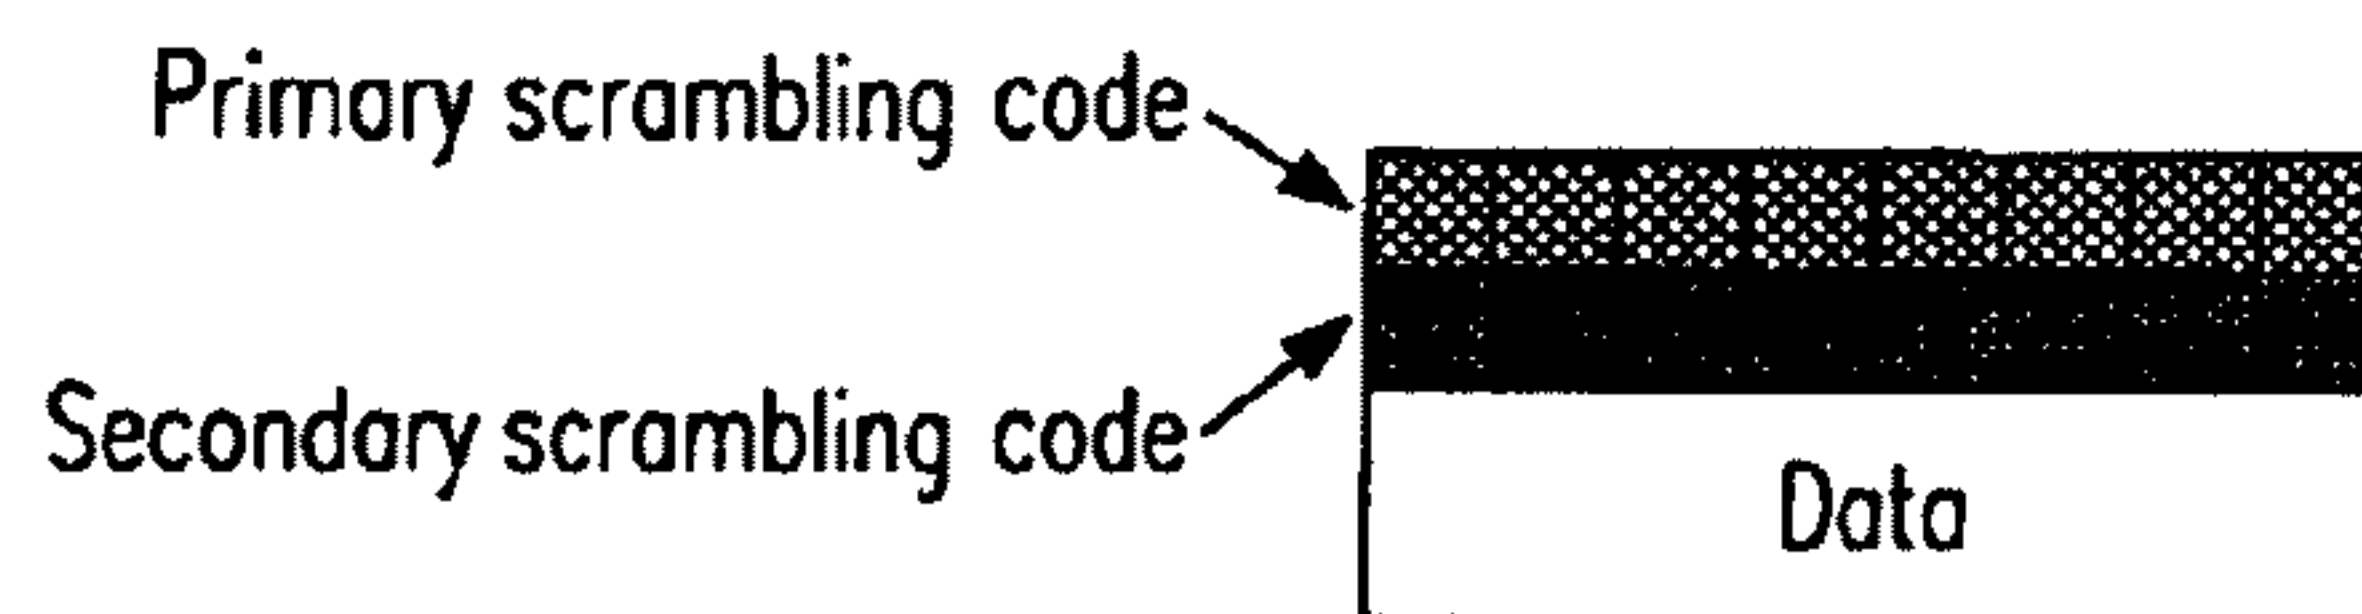 Primary scrambling code
Secondary scrambling code
Data